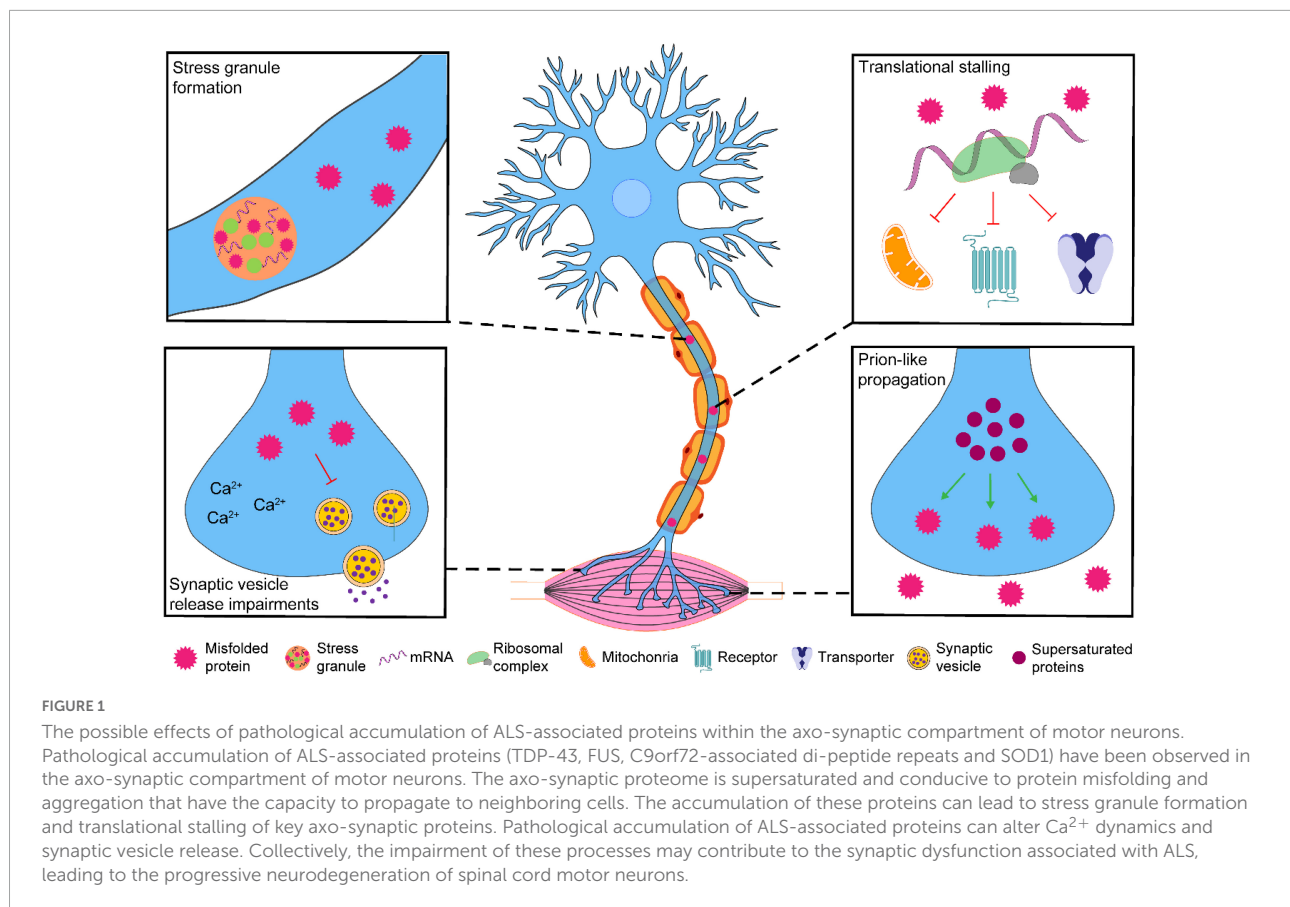 Stress granule
formation
Translational stalling
Ca²⁺
Ca²⁺
Ca²⁺
Synaptic vesicle
release impairments
Prion-like
propagation
Misfolded
protein
Stress
granule
mRNA
Ribosomal
complex
Mitochonria
Receptor
Transporter
Synaptic
vesicle
Supersaturated
proteins
FIGURE 1
The possible effects of pathological accumulation of ALS-associated proteins within the axo-synaptic compartment of motor neurons.
Pathological accumulation of ALS-associated proteins (TDP-43, FUS, C9orf72-associated di-peptide repeats and SOD1) have been observed in
the axo-synaptic compartment of motor neurons. The axo-synaptic proteome is supersaturated and conducive to protein misfolding and
aggregation that have the capacity to propagate to neighboring cells. The accumulation of these proteins can lead to stress granule formation
and translational stalling of key axo-synaptic proteins. Pathological accumulation of ALS-associated proteins can alter Ca²⁺ dynamics and
synaptic vesicle release. Collectively, the impairment of these processes may contribute to the synaptic dysfunction associated with ALS,
leading to the progressive neurodegeneration of spinal cord motor neurons.